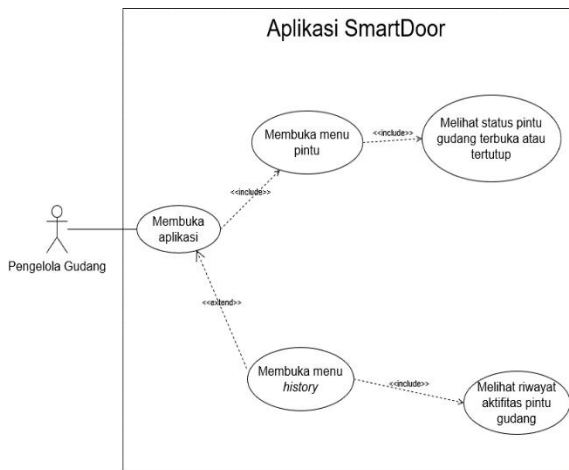 Aplikasi SmartDoor
Membuka menu
pintu
<<include>>
Melihat status pintu
gudang terbuka atau
tertutup
<<include>>
Membuka
aplikasi
Pengelola Gudang
<<extend>>
Membuka menu
history
<<include>>
Melihat riwayat
aktifitas pintu
gudang